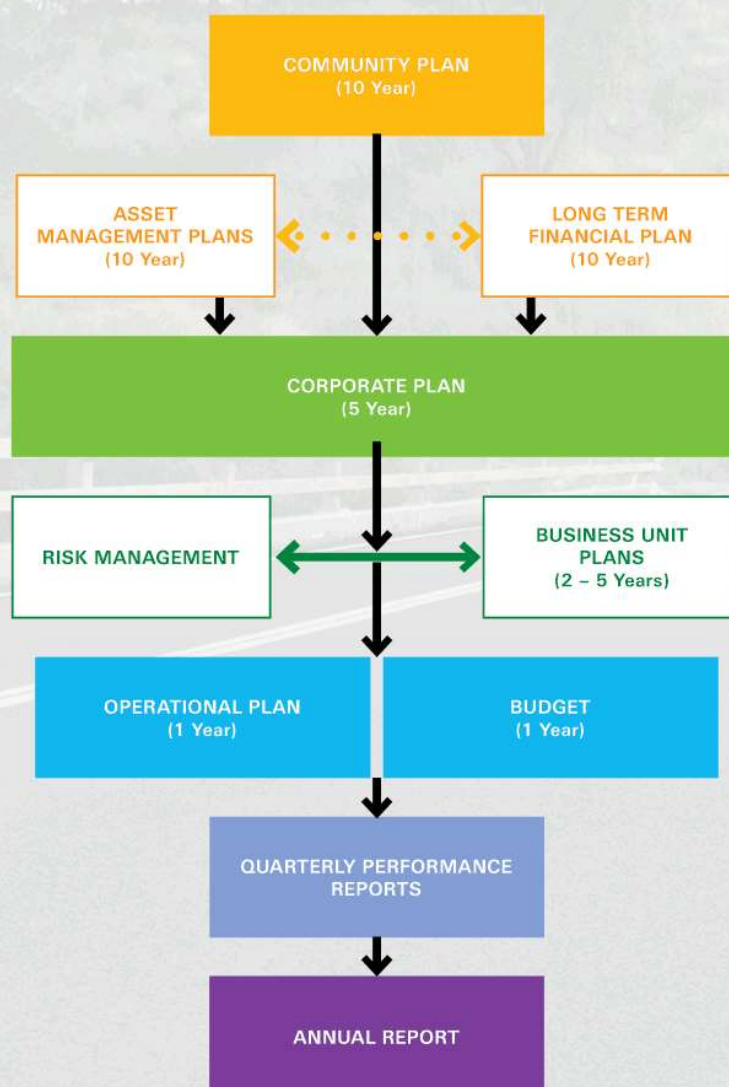 COMMUNITY PLAN
(10 Year)
ASSET
MANAGEMENT PLANS
(10 Year)
LONG TERM
FINANCIAL PLAN
(10 Year)
CORPORATE PLAN
(5 Year)
RISK MANAGEMENT
BUSINESS UNIT
PLANS
(2 – 5 Years)
OPERATIONAL PLAN
(1 Year)
BUDGET
(1 Year)
QUARTERLY PERFORMANCE
REPORTS
ANNUAL REPORT